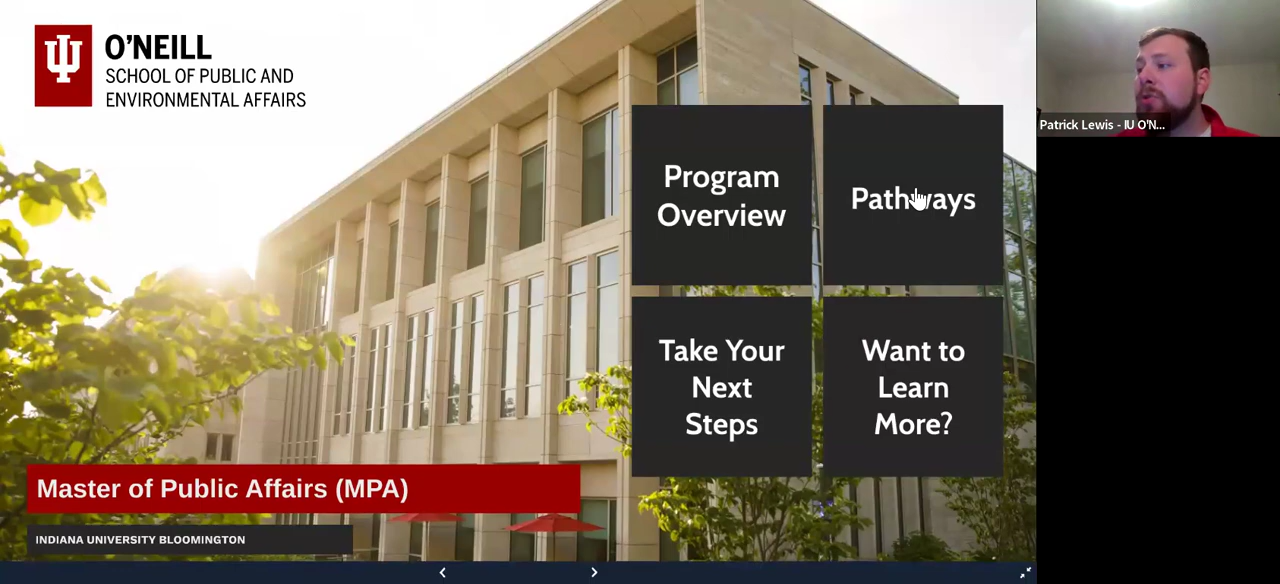 O'NEILL
SCHOOL OF PUBLIC AND
ENVIRONMENTAL AFFAIRS
Program
Overview
Pathways
Take Your
Next
Steps
Want to
Learn
More?
Master of Public Affairs (MPA)
INDIANA UNIVERSITY BLOOMINGTON
Patrick Lewis - IU O'N...